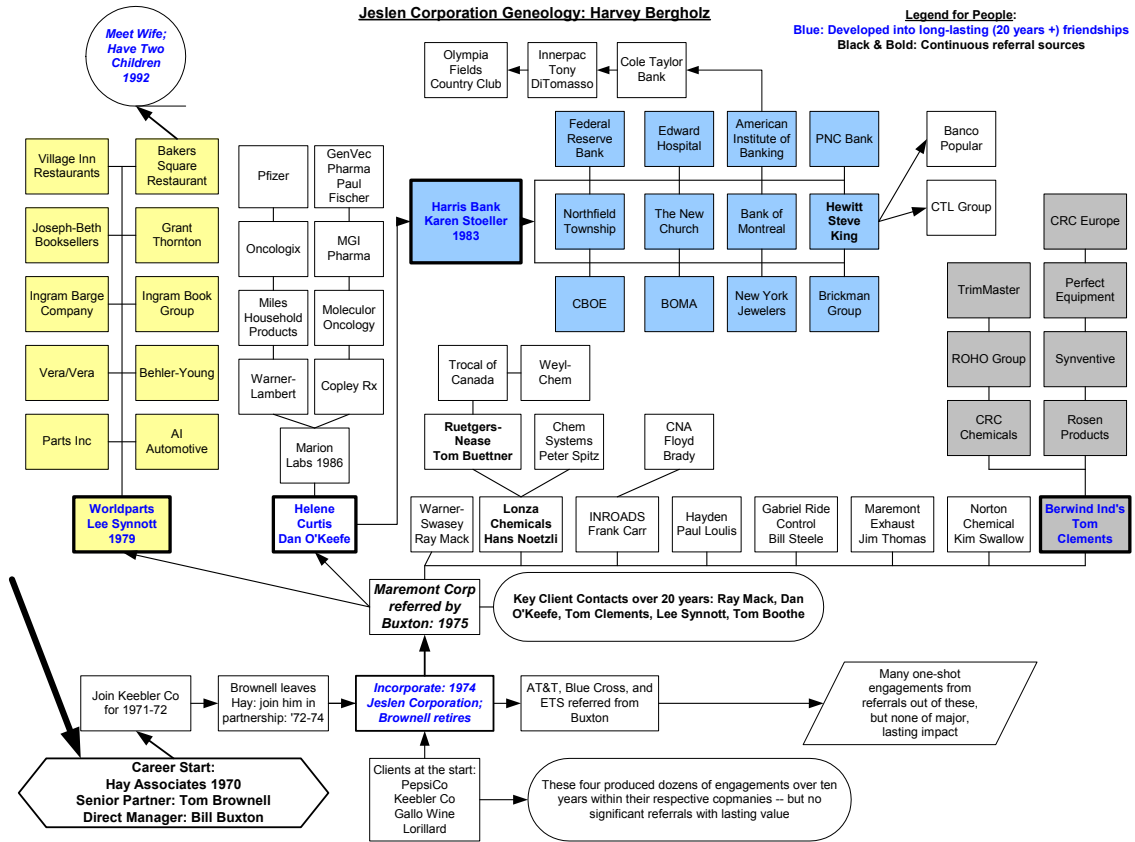 Jeslen Corporation Geneology: Harvey Bergholz
Legend for People:
Blue: Developed into long-lasting (20 years +) friendships
Black & Bold: Continuous referral sources
Meet Wife;
Have Two
Children
1992
Olympia
Fields
Country Club
Innerpac
Tony
DiTomasso
Cole Taylor
Bank
Village Inn
Restaurants
Bakers
Square
Restaurant
Joseph-Beth
Booksellers
Grant
Thornton
Ingram Barge
Company
Ingram Book
Group
Vera/Vera
Behler-Young
Parts Inc
AI
Automotive
Worldparts
Lee Synnott
1979
Pfizer
GenVec
Pharma
Paul
Fischer
Oncologix
MGI
Pharma
Miles
Household
Products
Moleculor
Oncology
Warner-
Lambert
Copley Rx
Marion
Labs 1986
Helene
Curtis
Dan O'Keefe
Harris Bank
Karen Stoeller
1983
Federal
Reserve
Bank
Edward
Hospital
American
Institute of
Banking
PNC Bank
Northfield
Township
The New
Church
Bank of
Montreal
Hewitt
Steve
King
CBOE
BOMA
New York
Jewelers
Brickman
Group
Banco
Popular
CTL Group
CRC Europe
TrimMaster
Perfect
Equipment
ROHO Group
Synventive
CRC
Chemicals
Rosen
Products
Berwind Ind's
Tom
Clements
Trocal of
Canada
Weyl-
Chem
Ruetgers-
Nease
Tom Buettner
Chem
Systems
Peter Spitz
CNA
Floyd
Brady
Warner-
Swasey
Ray Mack
Lonza
Chemicals
Hans Noetzli
INROADS
Frank Carr
Hayden
Paul Loulis
Gabriel Ride
Control
Bill Steele
Maremont
Exhaust
Jim Thomas
Norton
Chemical
Kim Swallow
Maremont Corp
referred by
Buxton: 1975
Key Client Contacts over 20 years: Ray Mack, Dan
O'Keefe, Tom Clements, Lee Synnott, Tom Boothe
Join Keebler Co
for 1971-72
Brownell leaves
Hay: join him in
partnership: '72-74
Incorporate: 1974
Jeslen Corporation;
Brownell retires
AT&T, Blue Cross, and
ETS referred from
Buxton
Many one-shot
engagements from
referrals out of these,
but none of major,
lasting impact
Career Start:
Hay Associates 1970
Senior Partner: Tom Brownell
Direct Manager: Bill Buxton
Clients at the start:
PepsiCo
Keebler Co
Gallo Wine
Lorillard
These four produced dozens of engagements over ten
years within their respective copmanies -- but no
significant referrals with lasting value